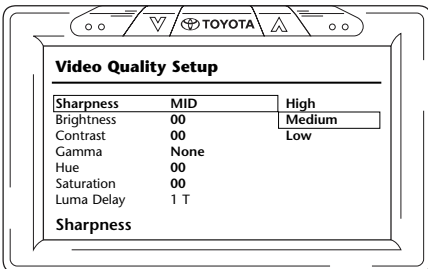 TOYOTA
Video Quality Setup
Sharpness MID High
Brightness 00 Medium
Contrast 00 Low
Gamma None
Hue 00
Saturation 00
Luma Delay 1 T
Sharpness